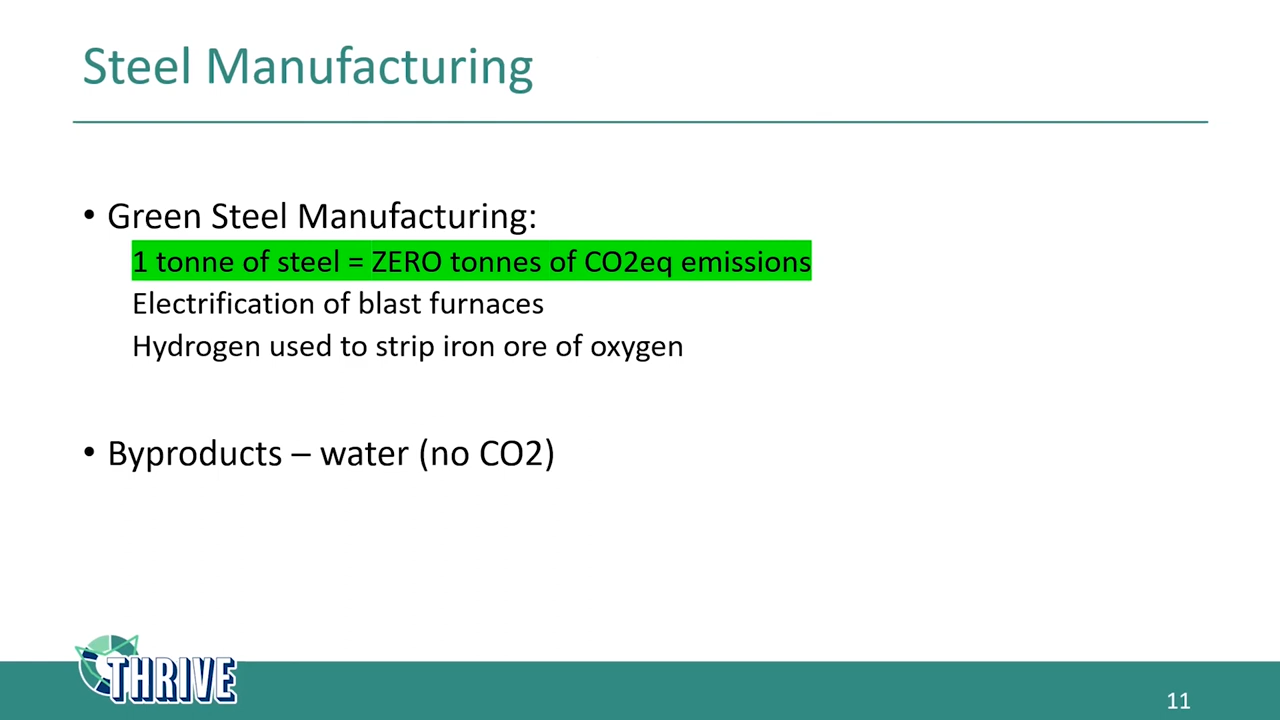 Steel Manufacturing
• Green Steel Manufacturing:
1 tonne of steel = ZERO tonnes of CO2eq emissions
Electrification of blast furnaces
Hydrogen used to strip iron ore of oxygen
• Byproducts – water (no CO2)
THRIVE
11